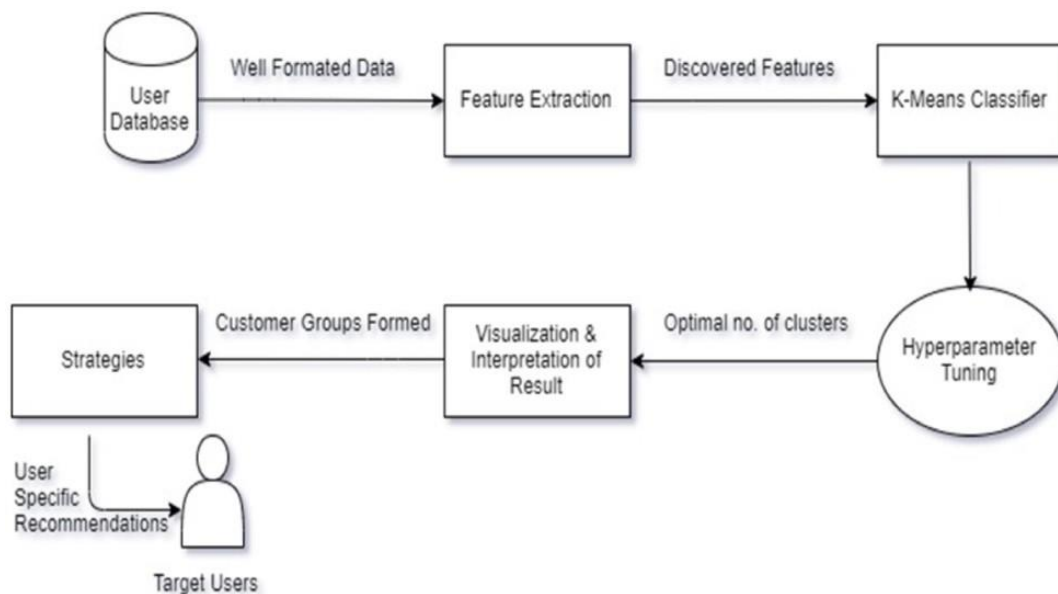 Well Formated Data
Discovered Features
User
Database
Feature Extraction
K-Means Classifier
Customer Groups Formed
Optimal no. of clusters
Strategies
Visualization &
Interpretation of
Result
Hyperparameter
Tuning
User
Specific
Recommendations
Target Users